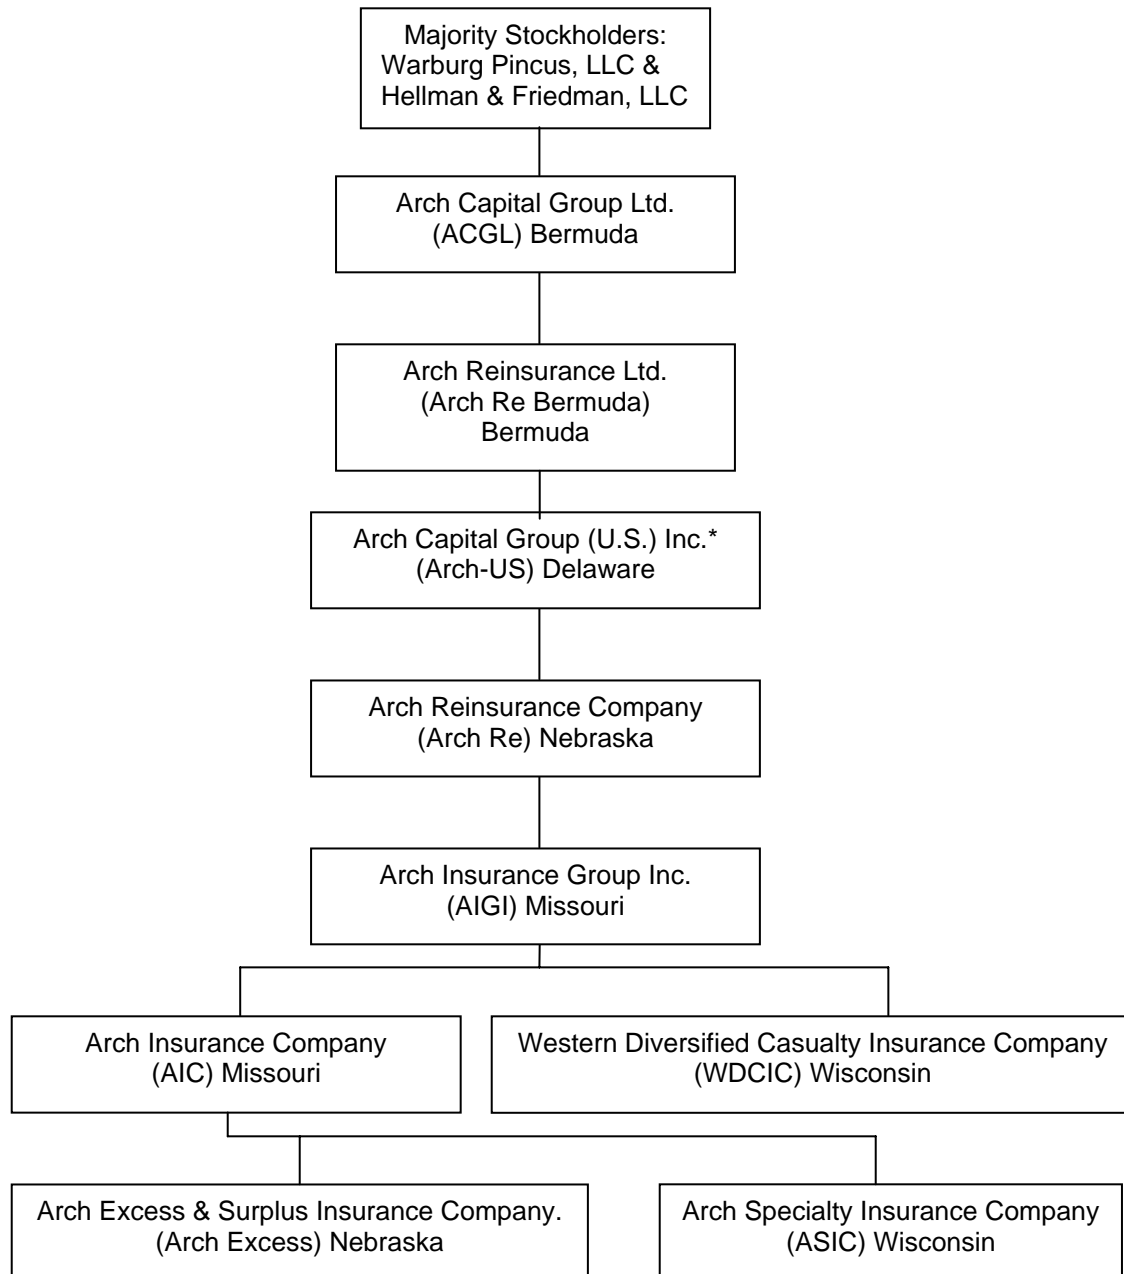 Majority Stockholders:
Warburg Pincus, LLC &
Hellman & Friedman, LLC
Arch Capital Group Ltd.
(ACGL) Bermuda
Arch Reinsurance Ltd.
(Arch Re Bermuda)
Bermuda
Arch Capital Group (U.S.) Inc.*
(Arch-US) Delaware
Arch Reinsurance Company
(Arch Re) Nebraska
Arch Insurance Group Inc.
(AIGI) Missouri
Arch Insurance Company
(AIC) Missouri
Western Diversified Casualty Insurance Company
(WDCIC) Wisconsin
Arch Excess & Surplus Insurance Company.
(Arch Excess) Nebraska
Arch Specialty Insurance Company
(ASIC) Wisconsin